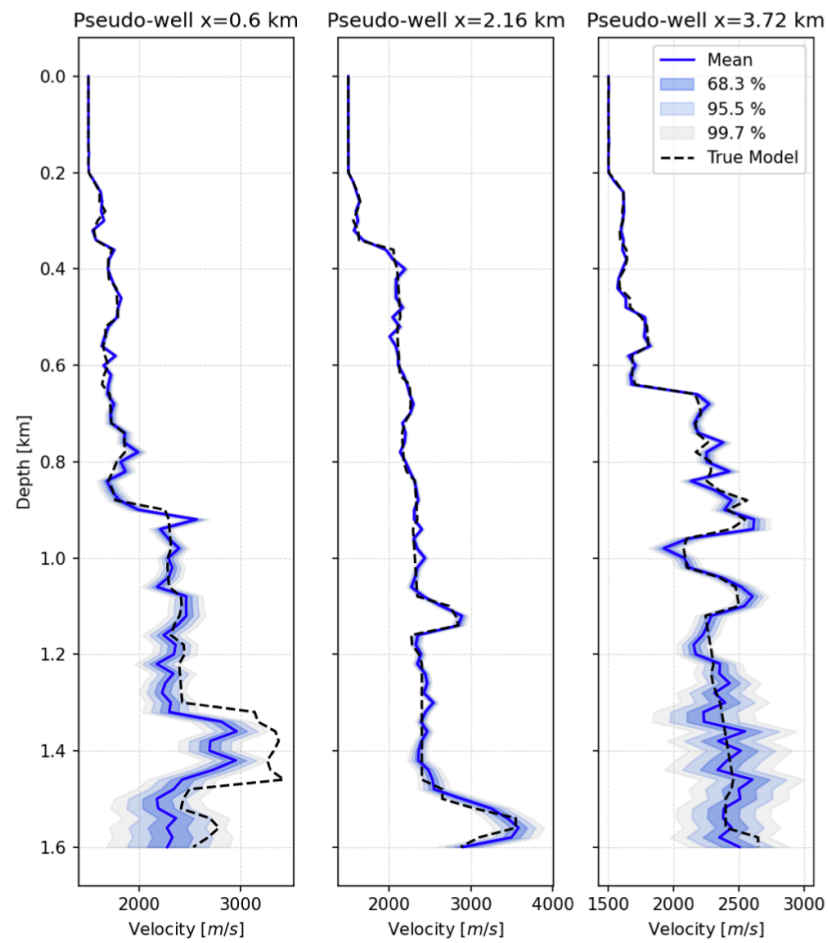 Pseudo-well x=0.6 km
Pseudo-well x=2.16 km
Pseudo-well x=3.72 km
Mean
68.3 %
95.5 %
99.7 %
True Model
0.0
0.2
0.4
0.6
0.8
1.0
1.2
1.4
1.6
Depth [km]
2000 3000
2000 3000 4000
1500 2000 2500 3000
Velocity [m/s]
Velocity [m/s]
Velocity [m/s]